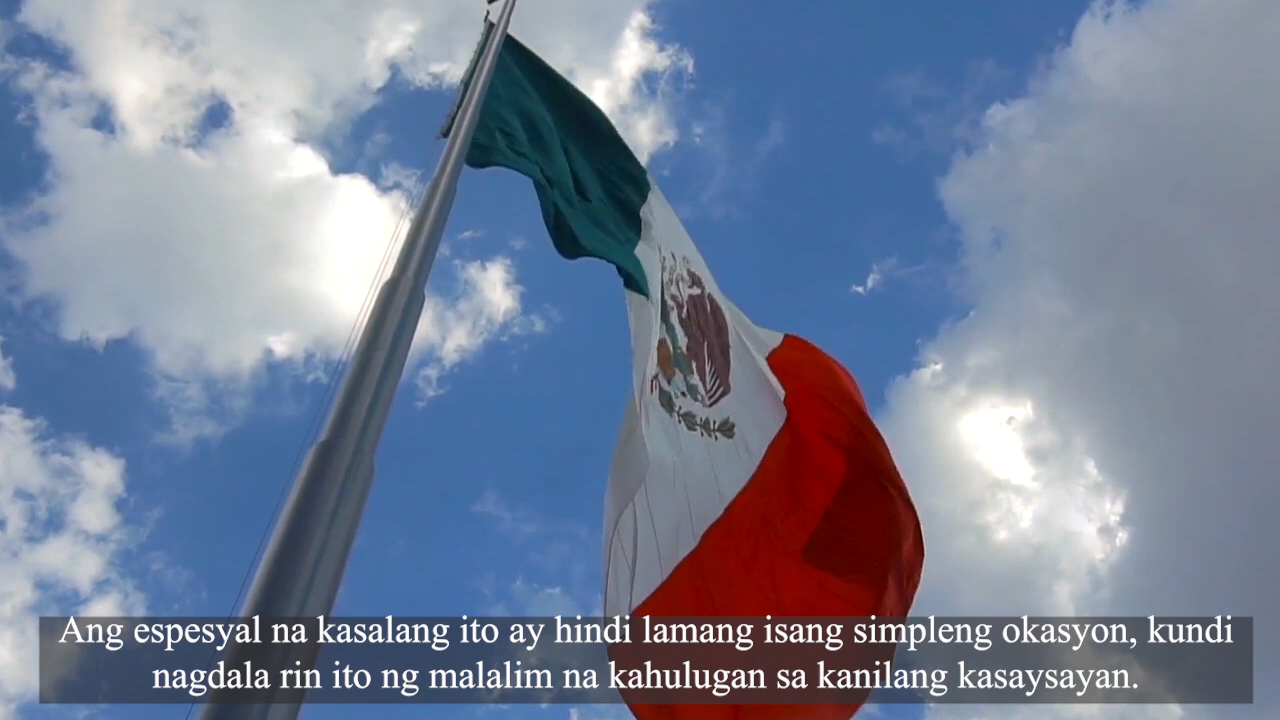 Ang espesyal na kasalang ito ay hindi lamang isang simpleng okasyon, kundi
nagdala rin ito ng malalim na kahulugan sa kanilang kasaysayan.